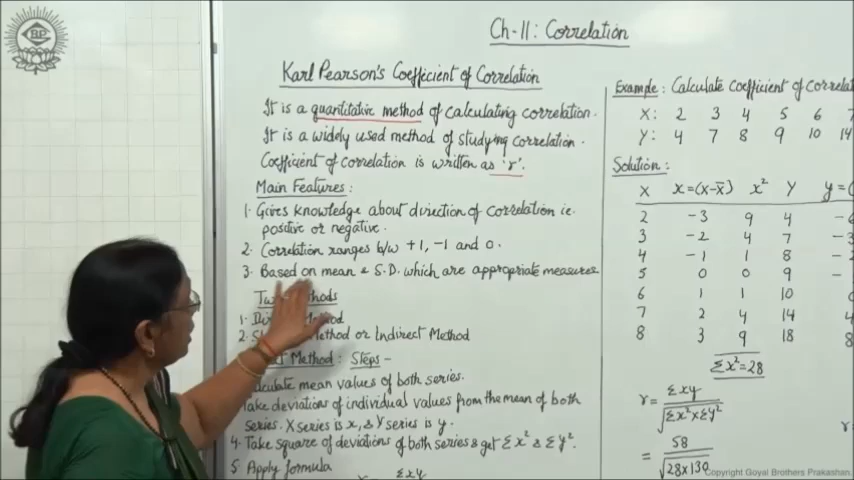 Ch-11: Correlation
Karl Pearson's Coefficient of Correlation
It is a quantitative method of calculating correlation.
It is a widely used method of studying correlation.
Coefficient of correlation is written as 'r'.
Main Features:
1. Gives knowledge about direction of correlation ie.
positive or negative.
2. Correlation ranges b/w +1, -1 and 0.
3. Based on mean & S.D. which are appropriate measures
Methods
1.
2. Method or Indirect Method
Method: Steps -
mean values of both series.
Take deviations of individual values from the mean of both
series. X series is x, & Y series is y.
4. Take square of deviations of both series & get Σx² & Σy².
5. Apply formula
Σxy
Example: Calculate Coefficient of
X: 2 3 4 5 6
Y: 4 7 8 9 10 14
Solution:
X x=(X-X̄) x² Y y=
2 -3 9 4
3 -2 4 7
4 -1 1 8
5 0 0 9
6 1 1 10
7 2 4 14
8 3 9 18
Σx²=28
r = Σxy / √Σx² × Σy²
= 58 / √28×130
Copyright Goyal Brothers Prakashan